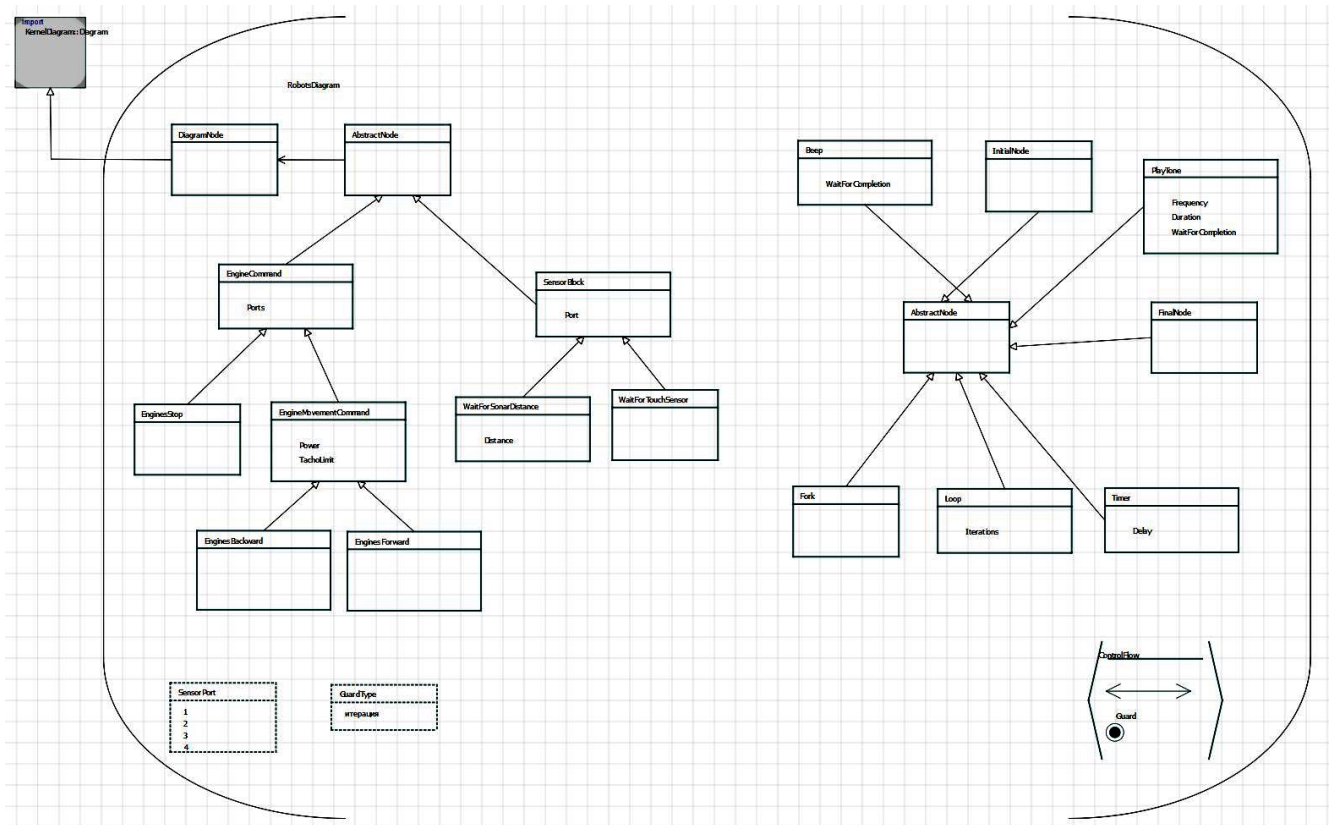 Import
KernelDiagram::Diagram
RobotsDiagram
DiagramNode
AbstractNode
EngineCommand
Ports
SensorBlock
Port
EnginesStop
EngineMovementCommand
Power
TachoLimit
WaitForSonarDistance
Distance
WaitForTouchSensor
EnginesBackward
EnginesForward
SensorPort
1
2
3
4
GuardType
итерация
Beep
WaitForCompletion
InitialNode
PlayTone
Frequency
Duration
WaitForCompletion
AbstractNode
FinalNode
Fork
Loop
Iterations
Timer
Delay
ControlFlow
Guard